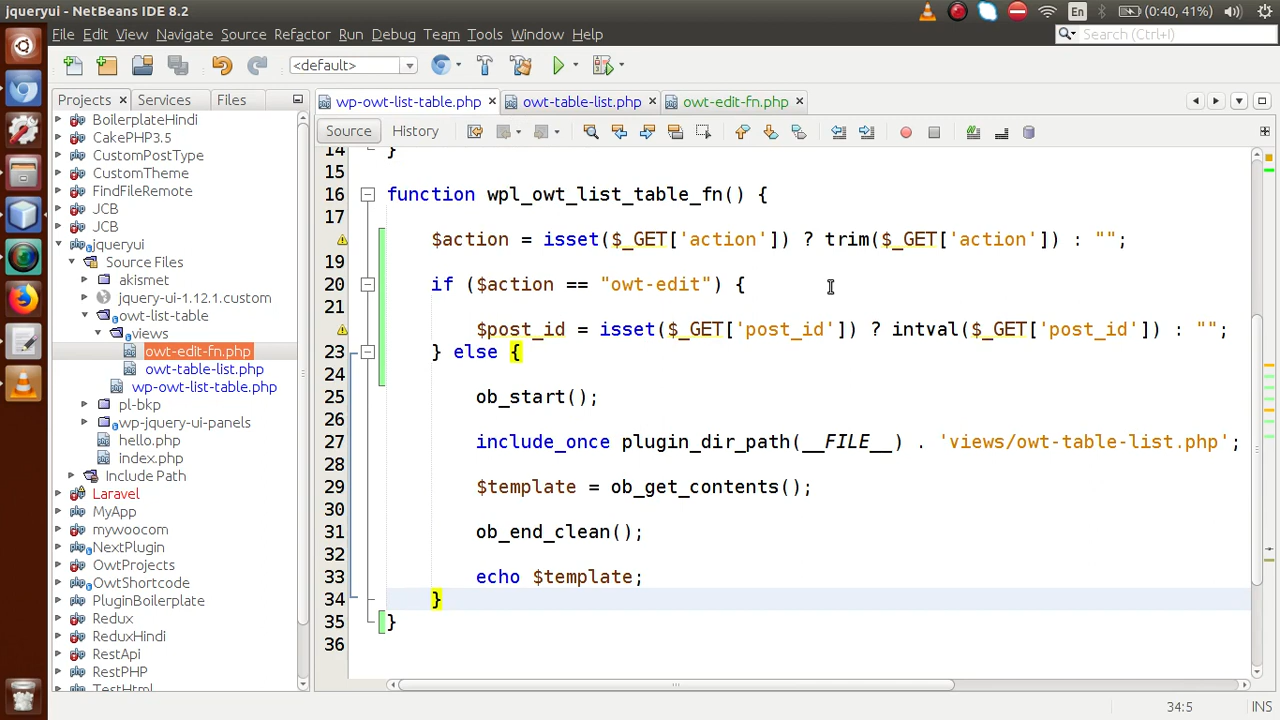 jqueryui - NetBeans IDE 8.2
En
(0:40, 41%)
File Edit View Navigate Source Refactor Run Debug Team Tools Window Help
Search (Ctrl+I)
<default>
Projects
Services
Files
wp-owt-list-table.php
owt-table-list.php
owt-edit-fn.php
Source
History
BoilerplateHindi
CakePHP3.5
CustomPostType
CustomTheme
FindFileRemote
JCB
JCB
jqueryui
Source Files
akismet
jquery-ui-1.12.1.custom
owt-list-table
views
owt-edit-fn.php
owt-table-list.php
wp-owt-list-table.php
pl-bkp
wp-jquery-ui-panels
hello.php
index.php
Include Path
Laravel
MyApp
mywoocom
NextPlugin
OwtProjects
OwtShortcode
PluginBoilerplate
Redux
ReduxHindi
RestApi
RestPHP
TestHtml
14 }
15
16 function wpl_owt_list_table_fn() {
17
$action = isset($_GET['action']) ? trim($_GET['action']) : "";
19
20 if ($action == "owt-edit") {
21
$post_id = isset($_GET['post_id']) ? intval($_GET['post_id']) : "";
23 } else {
24
25 ob_start();
26
27 include_once plugin_dir_path(__FILE__) . 'views/owt-table-list.php';
28
29 $template = ob_get_contents();
30
31 ob_end_clean();
32
33 echo $template;
34 }
35 }
36
34:5
INS